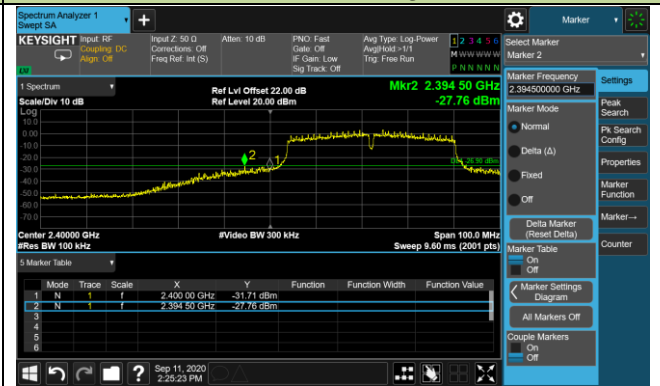 Spectrum Analyzer 1
Swept SA
+
Marker
KEYSIGHT
Input: RF
Coupling: DC
Align: Off
Input Z: 50 Ω
Corrections: Off
Freq Ref: Int (S)
Atten: 10 dB
PNO: Fast
Gate: Off
IF Gain: Low
Sig Track: Off
Avg Type: Log-Power
Avg|Hold:>1/1
Trig: Free Run
1 2 3 4 5 6
M W W W W W
P N N N N N
Select Marker
Marker 2
1 Spectrum
Scale/Div 10 dB
Ref Lvl Offset 22.00 dB
Ref Level 20.00 dBm
Mkr2 2.394 50 GHz
-27.76 dBm
Log
10.0
0.00
-10.0
-20.0
-30.0
-40.0
-50.0
-60.0
-70.0
2
1
-26.90 dBm
Center 2.40000 GHz
#Res BW 100 kHz
#Video BW 300 kHz
Span 100.0 MHz
Sweep 9.60 ms (2001 pts)
5 Marker Table
Mode Trace Scale X Y Function Function Width Function Value
1 N 1 f 2.400 00 GHz -31.71 dBm
2 N 1 f 2.394 50 GHz -27.76 dBm
3
4
5
6
Marker Frequency
2.394500000 GHz
Marker Mode
Normal
Delta (Δ)
Fixed
Off
Delta Marker
(Reset Delta)
Marker Table
On
Off
Marker Settings
Diagram
All Markers Off
Couple Markers
On
Off
Settings
Peak
Search
Pk Search
Config
Properties
Marker
Function
Marker→
Counter
?
Sep 11, 2020
2:25:23 PM